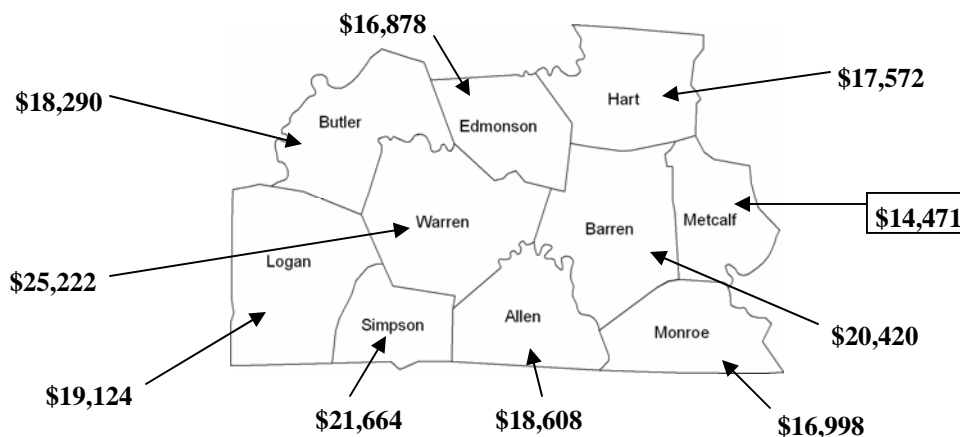 $16,878
$17,572
$18,290
Hart
Butler
Edmonson
$14,471
Warren
Barren
Metcalf
Logan
$25,222
Simpson
Allen
Monroe
$20,420
$19,124
$21,664
$18,608
$16,998